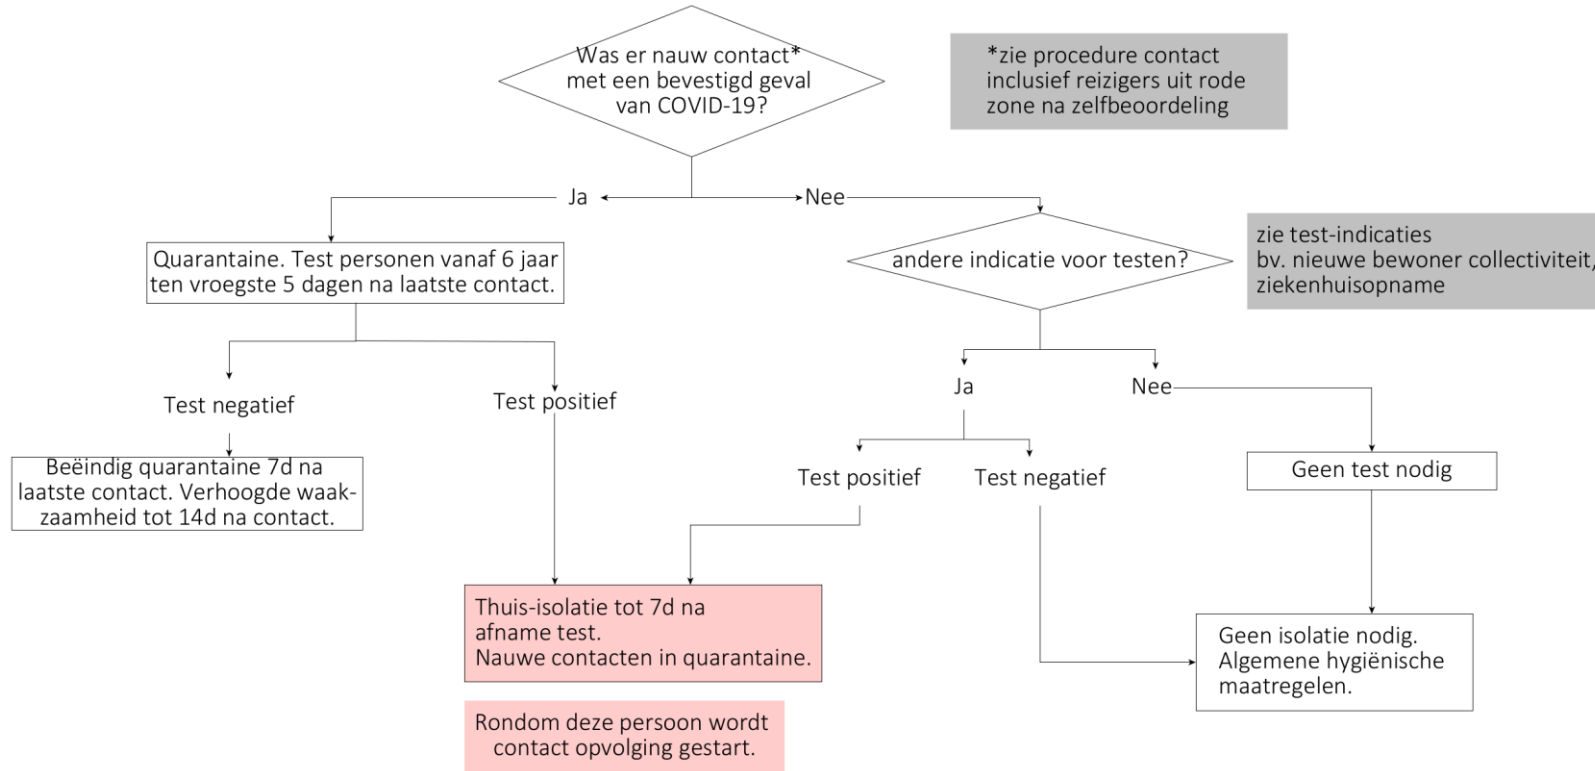 Was er nauw contact*
met een bevestigd geval
van COVID-19?
*zie procedure contact
inclusief reizigers uit rode
zone na zelfbeoordeling
Ja
Nee
Quarantaine. Test personen vanaf 6 jaar
ten vroegste 5 dagen na laatste contact.
andere indicatie voor testen?
zie test-indicaties
bv. nieuwe bewoner collectiviteit,
ziekenhuisopname
Test negatief
Test positief
Ja
Nee
Beëindig quarantaine 7d na
laatste contact. Verhoogde waak-
zaamheid tot 14d na contact.
Test positief
Test negatief
Geen test nodig
Thuis-isolatie tot 7d na
afname test.
Nauwe contacten in quarantaine.
Geen isolatie nodig.
Algemene hygiënische
maatregelen.
Rondom deze persoon wordt
contact opvolging gestart.